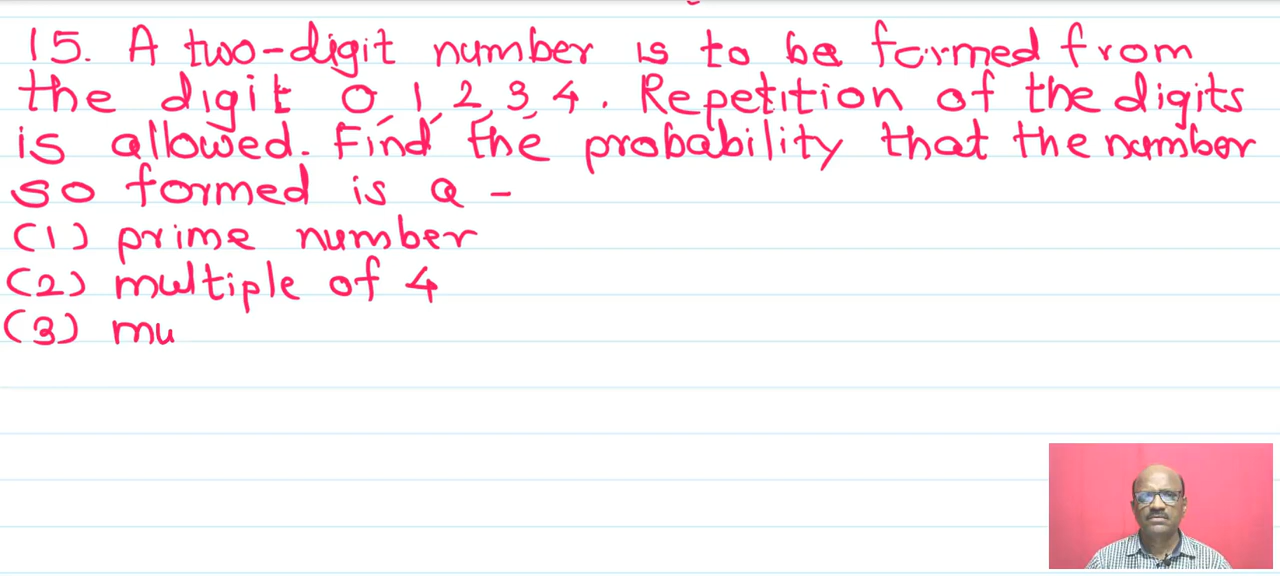 15. A two-digit number is to be formed from
the digit 0, 1, 2, 3, 4. Repetition of the digits
is allowed. Find the probability that the number
so formed is a -
(1) prime number
(2) multiple of 4
(3) mu